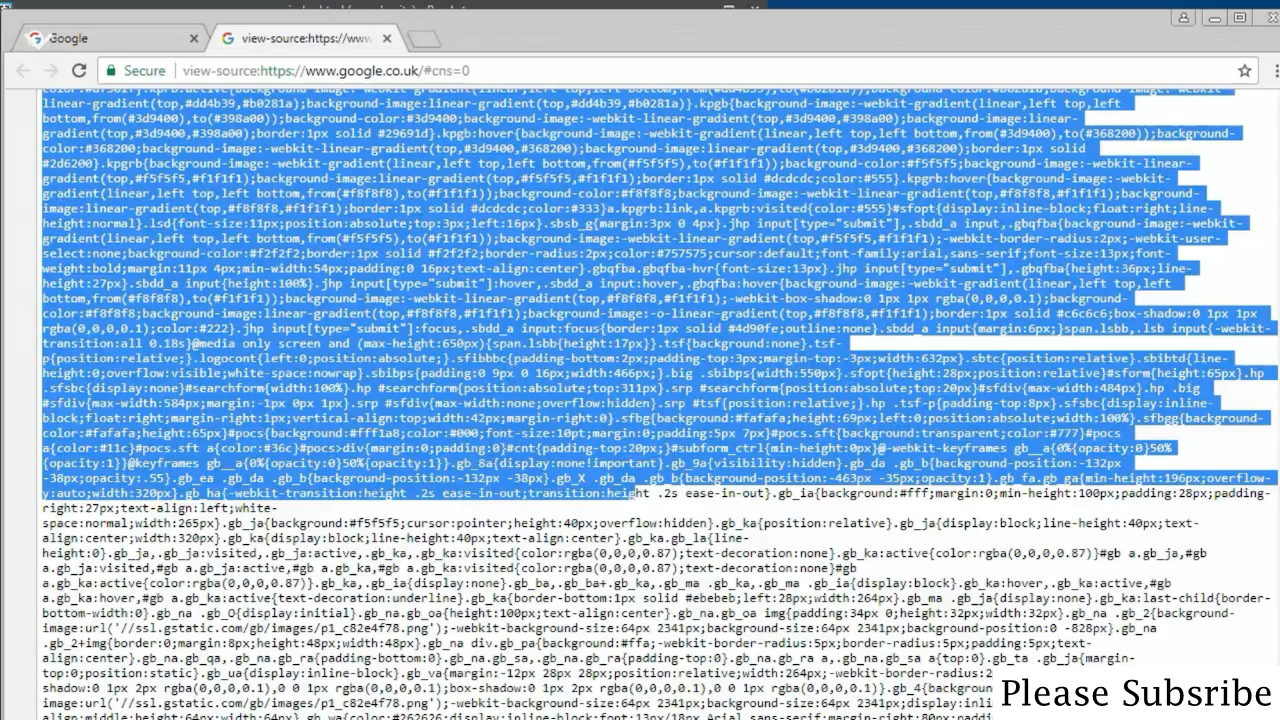 Google
view-source:https://www
Secure
view-source:https://www.google.co.uk/#cns=0
linear-gradient(top,#dd4b39,#b0281a);background-image:linear-gradient(top,#dd4b39,#b0281a)}.kpgb{background-image:-webkit-gradient(linear,left top,left
bottom,from(#3d9400),to(#398a00));background-color:#3d9400;background-image:-webkit-linear-gradient(top,#3d9400,#398a00);background-image:linear-
gradient(top,#3d9400,#398a00);border:1px solid #29691d}.kpgb:hover{background-image:-webkit-gradient(linear,left top,left bottom,from(#3d9400),to(#368200));background-
color:#368200;background-image:-webkit-linear-gradient(top,#3d9400,#368200);background-image:linear-gradient(top,#3d9400,#368200);border:1px solid
#2d6200}.kpgrb{background-image:-webkit-gradient(linear,left top,left bottom,from(#f5f5f5),to(#f1f1f1));background-color:#f5f5f5;background-image:-webkit-linear-
gradient(top,#f5f5f5,#f1f1f1);background-image:linear-gradient(top,#f5f5f5,#f1f1f1);border:1px solid #dcdcdc;color:#555}.kpgrb:hover{background-image:-webkit-
gradient(linear,left top,left bottom,from(#f8f8f8),to(#f1f1f1));background-color:#f8f8f8;background-image:-webkit-linear-gradient(top,#f8f8f8,#f1f1f1);background-
image:linear-gradient(top,#f8f8f8,#f1f1f1);border:1px solid #dcdcdc;color:#333}a.kpgrb:link,a.kpgrb:visited{color:#555}#sfopt{display:inline-block;float:right;line-
height:normal}.lsd{font-size:11px;position:absolute;top:3px;left:16px}.sbsb_g{margin:3px 0 4px}.jhp input[type="submit"],.sbdd_a input,.gbqfba{background-image:-webkit-
gradient(linear,left top,left bottom,from(#f5f5f5),to(#f1f1f1));background-image:-webkit-linear-gradient(top,#f5f5f5,#f1f1f1);-webkit-border-radius:2px;-webkit-user-
select:none;background-color:#f2f2f2;border:1px solid #f2f2f2;border-radius:2px;color:#757575;cursor:default;font-family:arial,sans-serif;font-size:13px;font-
weight:bold;margin:11px 4px;min-width:54px;padding:0 16px;text-align:center}.gbqfba.gbqfba-hvr{font-size:13px}.jhp input[type="submit"],.gbqfba{height:36px;line-
height:27px}.sbdd_a input{height:100%}.jhp input[type="submit"]:hover,.sbdd_a input:hover,.gbqfba:hover{background-image:-webkit-gradient(linear,left top,left
bottom,from(#f8f8f8),to(#f1f1f1));background-image:-webkit-linear-gradient(top,#f8f8f8,#f1f1f1);-webkit-box-shadow:0 1px 1px rgba(0,0,0,0.1);background-
color:#f8f8f8;background-image:linear-gradient(top,#f8f8f8,#f1f1f1);background-image:-o-linear-gradient(top,#f8f8f8,#f1f1f1);border:1px solid #c6c6c6;box-shadow:0 1px 1px
rgba(0,0,0,0.1);color:#222}.jhp input[type="submit"]:focus,.sbdd_a input:focus{border:1px solid #4d90fe;outline:none}.sbdd_a input{margin:6px;}span.lsbb,.lsb input{-webkit-
transition:all 0.18s}@media only screen and (max-height:650px){span.lsbb{height:17px}}.tsf{background:none}.tsf-
p{position:relative;}.logocont{left:0;position:absolute;}.sfibbbc{padding-bottom:2px;padding-top:3px;margin-top:-3px;width:632px}.sbtc{position:relative}.sbibtd{line-
height:0;overflow:visible;white-space:nowrap}.sbibps{padding:0 9px 0 16px;width:466px;}.big .sbibps{width:550px}.sfopt{height:28px;position:relative}#sform{height:65px}.hp
.sfsbc{display:none}#searchform{width:100%}.hp #searchform{position:absolute;top:311px}.srp #searchform{position:absolute;top:20px}#sfdiv{max-width:484px}.hp .big
#sfdiv{max-width:584px;margin:-1px 0px 1px}.srp #sfdiv{max-width:none;overflow:hidden}.srp #tsf{position:relative;}.hp .tsf-p{padding-top:8px}.sfsbc{display:inline-
block;float:right;margin-right:1px;vertical-align:top;width:42px;margin-right:0}.sfbg{background:#fafafa;height:69px;left:0;position:absolute;width:100%}.sfbgg{background-
color:#fafafa;height:65px}#pocs{background:#fff1a8;color:#000;font-size:10pt;margin:0;padding:5px 7px}#pocs.sft{background:transparent;color:#777}#pocs
a{color:#11c}#pocs.sft a{color:#36c}#pocs>div{margin:0;padding:0}#cnt{padding-top:20px;}#subform_ctrl{min-height:0px}@-webkit-keyframes gb__a{0%{opacity:0}50%
{opacity:1}}@keyframes gb__a{0%{opacity:0}50%{opacity:1}}.gb_8a{display:none!important}.gb_9a{visibility:hidden}.gb_da .gb_b{background-position:-132px
-38px;opacity:.55}.gb_ea .gb_da .gb_b{background-position:-132px -38px}.gb_X .gb_da .gb_b{background-position:-463px -35px;opacity:1}.gb_fa.gb_ga{min-height:196px;overflow-
y:auto;width:320px}.gb_ha{-webkit-transition:height .2s ease-in-out;transition:height .2s ease-in-out}.gb_ia{background:#fff;margin:0;min-height:100px;padding:28px;padding-
right:27px;text-align:left;white-
space:normal;width:265px}.gb_ja{background:#f5f5f5;cursor:pointer;height:40px;overflow:hidden}.gb_ka{position:relative}.gb_ja{display:block;line-height:40px;text-
align:center;width:320px}.gb_ka{display:block;line-height:40px;text-align:center}.gb_ka.gb_la{line-
height:0}.gb_ja,.gb_ja:visited,.gb_ja:active,.gb_ka,.gb_ka:visited{color:rgba(0,0,0,0.87);text-decoration:none}.gb_ka:active{color:rgba(0,0,0,0.87)}#gb a.gb_ja,#gb
a.gb_ja:visited,#gb a.gb_ja:active,#gb a.gb_ka,#gb a.gb_ka:visited{color:rgba(0,0,0,0.87);text-decoration:none}#gb
a.gb_ka:active{color:rgba(0,0,0,0.87)}.gb_ka,.gb_ia{display:none}.gb_ba,.gb_ba+.gb_ka,.gb_ma .gb_ka,.gb_ma .gb_ia{display:block}.gb_ka:hover,.gb_ka:active,#gb
a.gb_ka:hover,#gb a.gb_ka:active{text-decoration:underline}.gb_ka{border-bottom:1px solid #ebebeb;left:28px;width:264px}.gb_ma .gb_ja{display:none}.gb_ka:last-child{border-
bottom-width:0}.gb_na .gb_O{display:initial}.gb_na.gb_oa{height:100px;text-align:center}.gb_na.gb_oa img{padding:34px 0;height:32px;width:32px}.gb_na .gb_2{background-
image:url('//ssl.gstatic.com/gb/images/p1_c82e4f78.png');-webkit-background-size:64px 2341px;background-size:64px 2341px;background-position:0 -828px}.gb_na
.gb_2+img{border:0;margin:8px;height:48px;width:48px}.gb_na div.gb_pa{background:#ffa;-webkit-border-radius:5px;border-radius:5px;padding:5px;text-
align:center}.gb_na.gb_qa,.gb_na.gb_ra{padding-bottom:0}.gb_na.gb_sa,.gb_na.gb_ra{padding-top:0}.gb_na.gb_ra a,.gb_na.gb_sa a{top:0}.gb_ta .gb_ja{margin-
top:0;position:static}.gb_ua{display:inline-block}.gb_va{margin:-12px 28px 28px;position:relative;width:264px;-webkit-border-radius:2
shadow:0 1px 2px rgba(0,0,0,0.1),0 0 1px rgba(0,0,0,0.1);box-shadow:0 1px 2px rgba(0,0,0,0.1),0 0 1px rgba(0,0,0,0.1)}.gb_4{background
image:url('//ssl.gstatic.com/gb/images/p1_c82e4f78.png');-webkit-background-size:64px 2341px;background-size:64px 2341px;display:inli
Please Subsribe